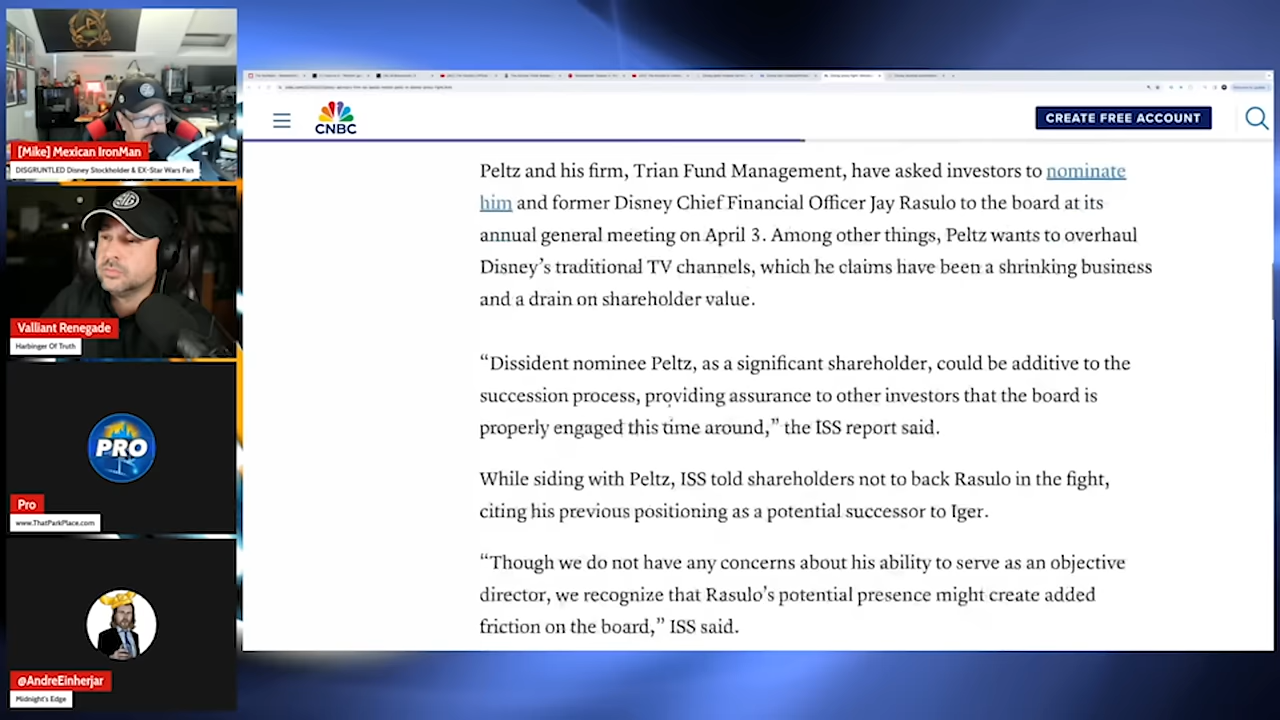 [Mike] Mexican IronMan
DISGRUNTLED Disney Stockholder & EX-Star Wars Fan
Valliant Renegade
Harbinger Of Truth
PRO
Pro
www.ThatParkPlace.com
@AndreEinherjar
Midnight's Edge
CNBC
CREATE FREE ACCOUNT
Peltz and his firm, Trian Fund Management, have asked investors to nominate
him and former Disney Chief Financial Officer Jay Rasulo to the board at its
annual general meeting on April 3. Among other things, Peltz wants to overhaul
Disney’s traditional TV channels, which he claims have been a shrinking business
and a drain on shareholder value.
“Dissident nominee Peltz, as a significant shareholder, could be additive to the
succession process, providing assurance to other investors that the board is
properly engaged this time around,” the ISS report said.
While siding with Peltz, ISS told shareholders not to back Rasulo in the fight,
citing his previous positioning as a potential successor to Iger.
“Though we do not have any concerns about his ability to serve as an objective
director, we recognize that Rasulo’s potential presence might create added
friction on the board,” ISS said.